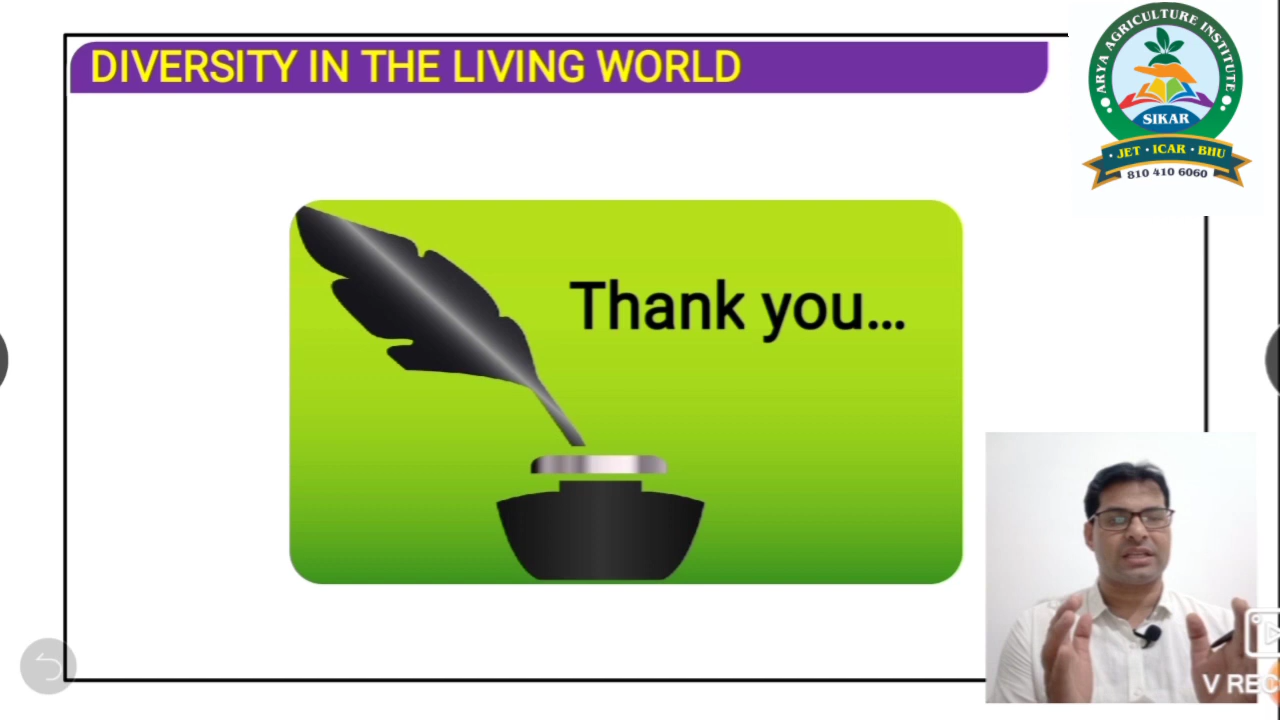 DIVERSITY IN THE LIVING WORLD
ARYA AGRICULTURE INSTITUTE
SIKAR
· JET · ICAR · BHU
810 410 6060
Thank you...
V REC